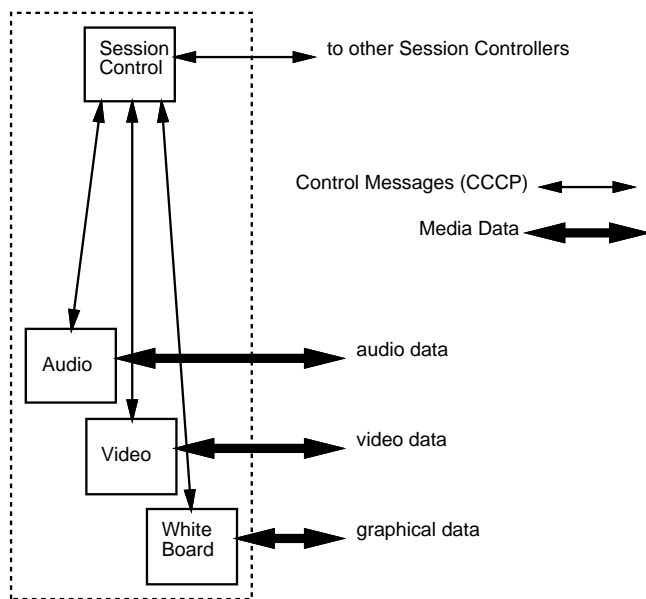 Session
Control
to other Session Controllers
Control Messages (CCCP)
Media Data
Audio
audio data
Video
video data
White
Board
graphical data